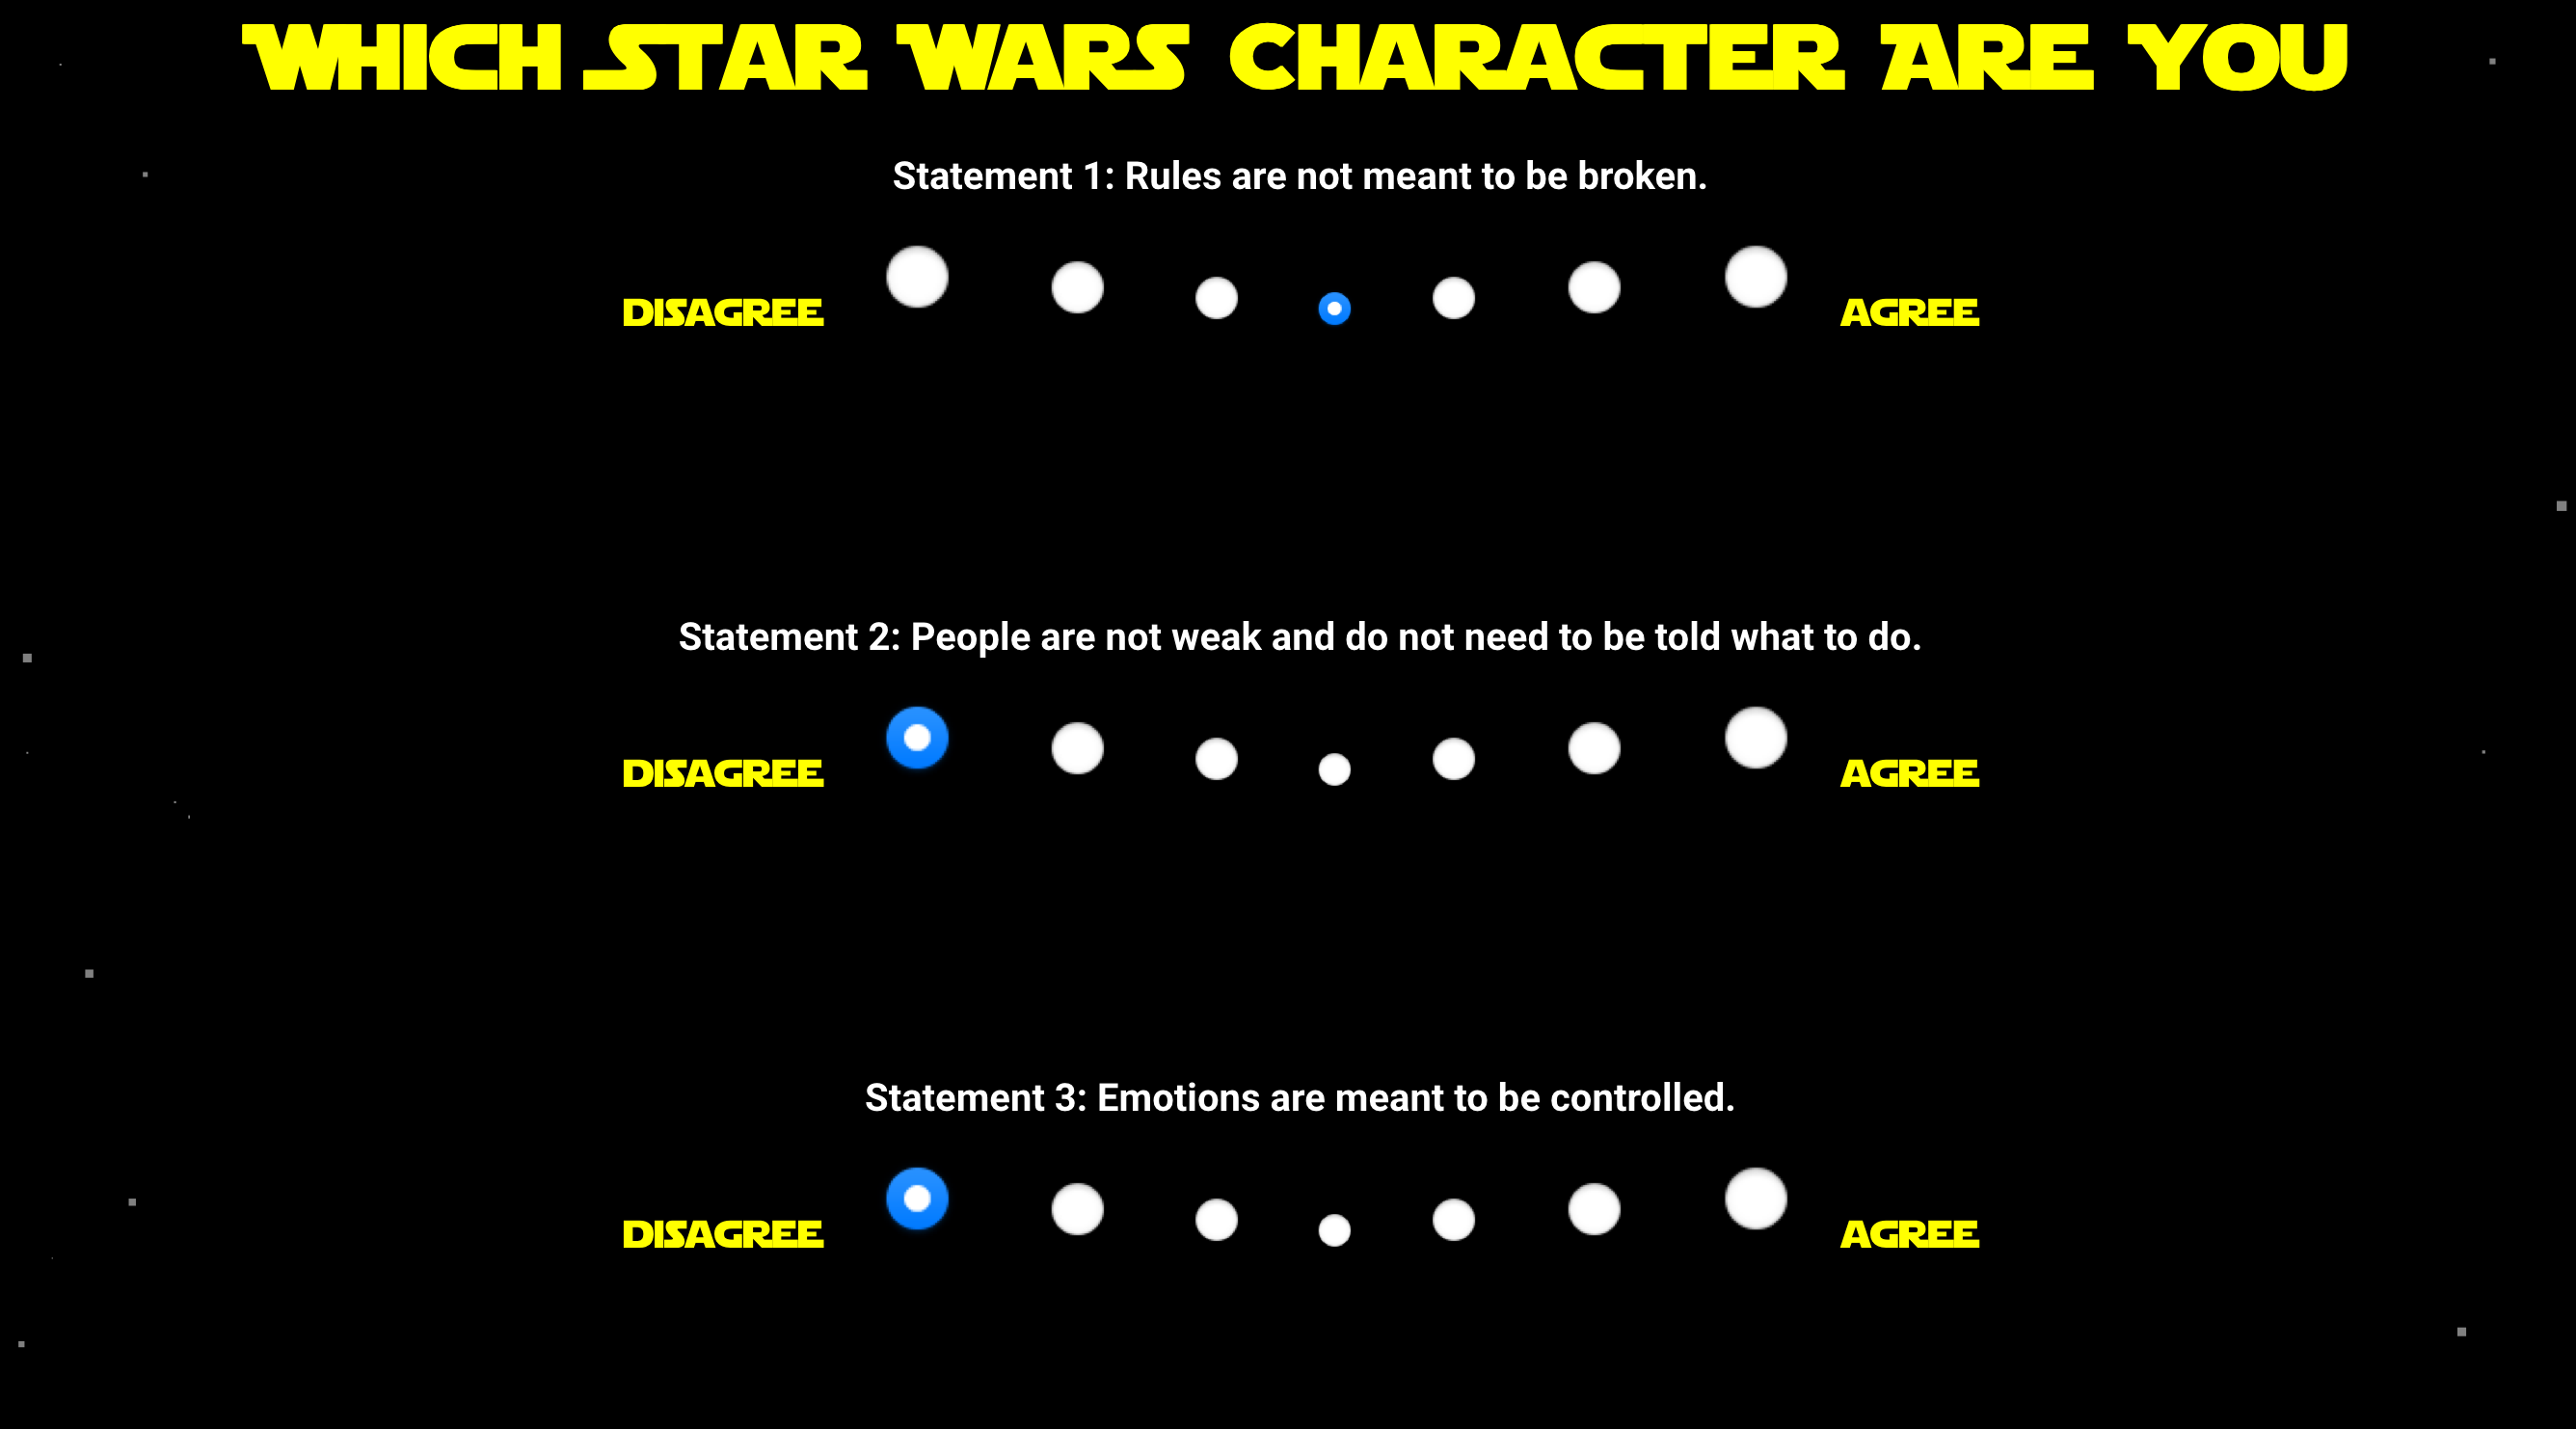 WHICH STAR WARS CHARACTER ARE YOU
Statement 1: Rules are not meant to be broken.
DISAGREE AGREE
Statement 2: People are not weak and do not need to be told what to do.
DISAGREE AGREE
Statement 3: Emotions are meant to be controlled.
DISAGREE AGREE